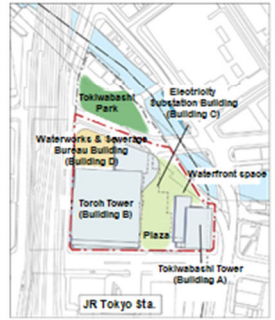 Electricity
Substation Building
(Building C)
Tokiwabashi
Park
Waterworks & Sewerage
Bureau Building
(Building D)
Waterfront space
Toroh Tower
(Building B)
Plaza
Tokiwabashi Tower
(Building A)
JR Tokyo Sta.